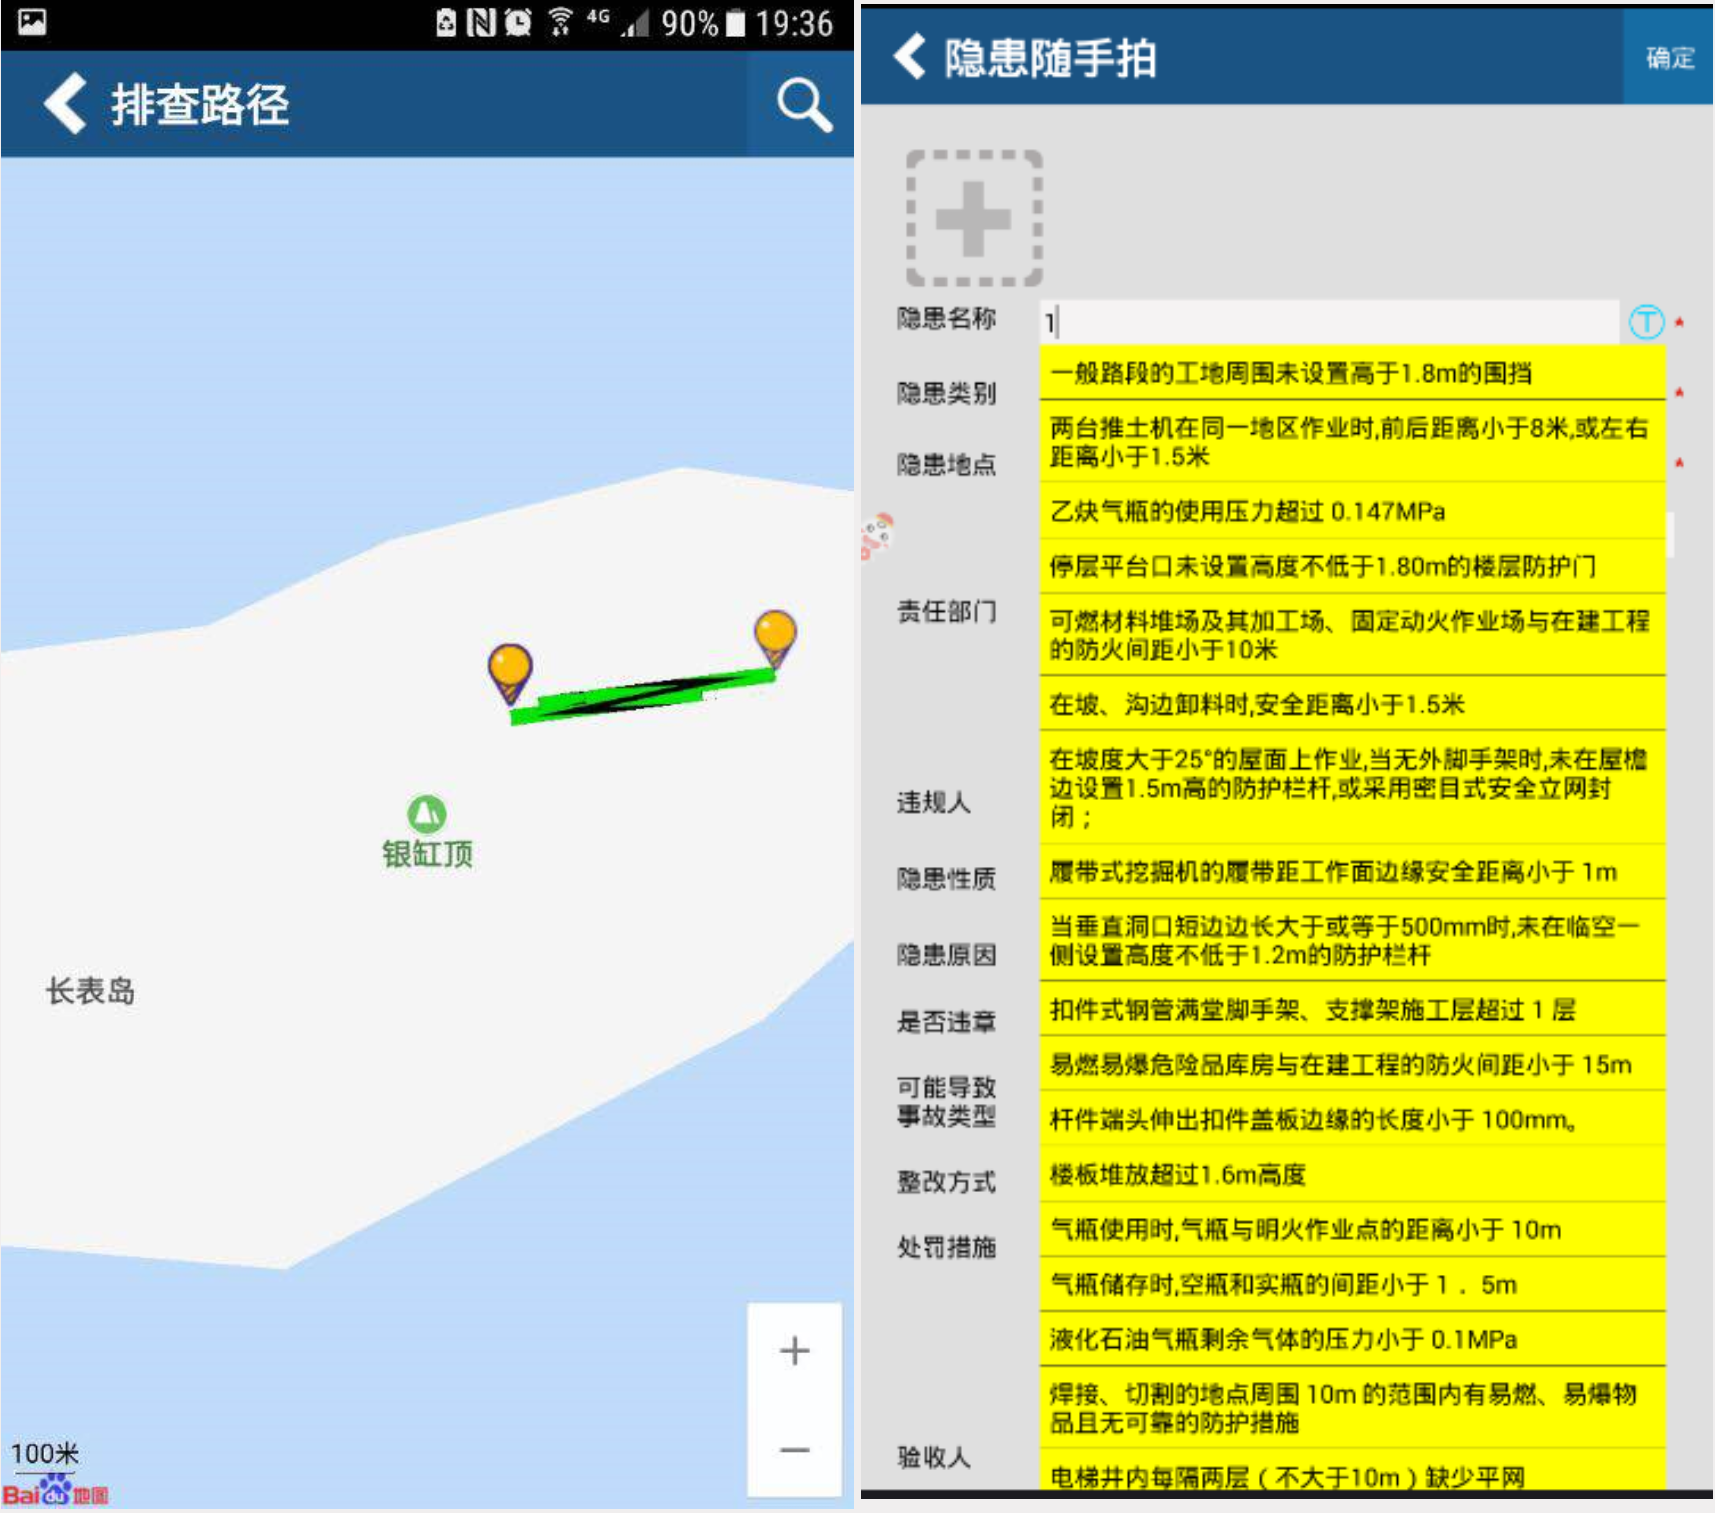 4G 90% 19:36
排查路径
银缸顶
长表岛
+
−
100米
Bai du 地图
隐患随手拍
确定
隐患名称 1 T *
隐患类别 *
隐患地点 *
责任部门
违规人
隐患性质
隐患原因
是否违章
可能导致
事故类型
整改方式
处罚措施
验收人
一般路段的工地周围未设置高于1.8m的围挡
两台推土机在同一地区作业时,前后距离小于8米,或左右
距离小于1.5米
乙炔气瓶的使用压力超过 0.147MPa
停层平台口未设置高度不低于1.80m的楼层防护门
可燃材料堆场及其加工场、固定动火作业场与在建工程
的防火间距小于10米
在坡、沟边卸料时,安全距离小于1.5米
在坡度大于25°的屋面上作业,当无外脚手架时,未在屋檐
边设置1.5m高的防护栏杆,或采用密目式安全立网封
闭；
履带式挖掘机的履带距工作面边缘安全距离小于 1m
当垂直洞口短边边长大于或等于500mm时,未在临空一
侧设置高度不低于1.2m的防护栏杆
扣件式钢管满堂脚手架、支撑架施工层超过 1 层
易燃易爆危险品库房与在建工程的防火间距小于 15m
杆件端头伸出扣件盖板边缘的长度小于 100mm。
楼板堆放超过1.6m高度
气瓶使用时,气瓶与明火作业点的距离小于 10m
气瓶储存时,空瓶和实瓶的间距小于 1．5m
液化石油气瓶剩余气体的压力小于 0.1MPa
焊接、切割的地点周围 10m 的范围内有易燃、易爆物
品且无可靠的防护措施
电梯井内每隔两层（不大于10m）缺少平网